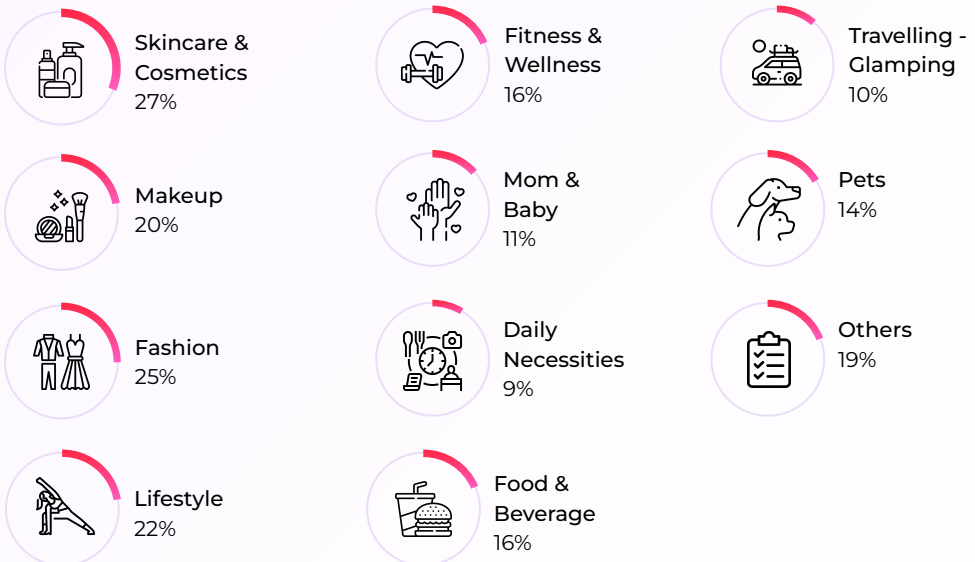 Skincare &
Cosmetics
27%
Makeup
20%
Fashion
25%
Lifestyle
22%
Fitness &
Wellness
16%
Mom &
Baby
11%
Daily
Necessities
9%
Food &
Beverage
16%
Travelling -
Glamping
10%
Pets
14%
Others
19%